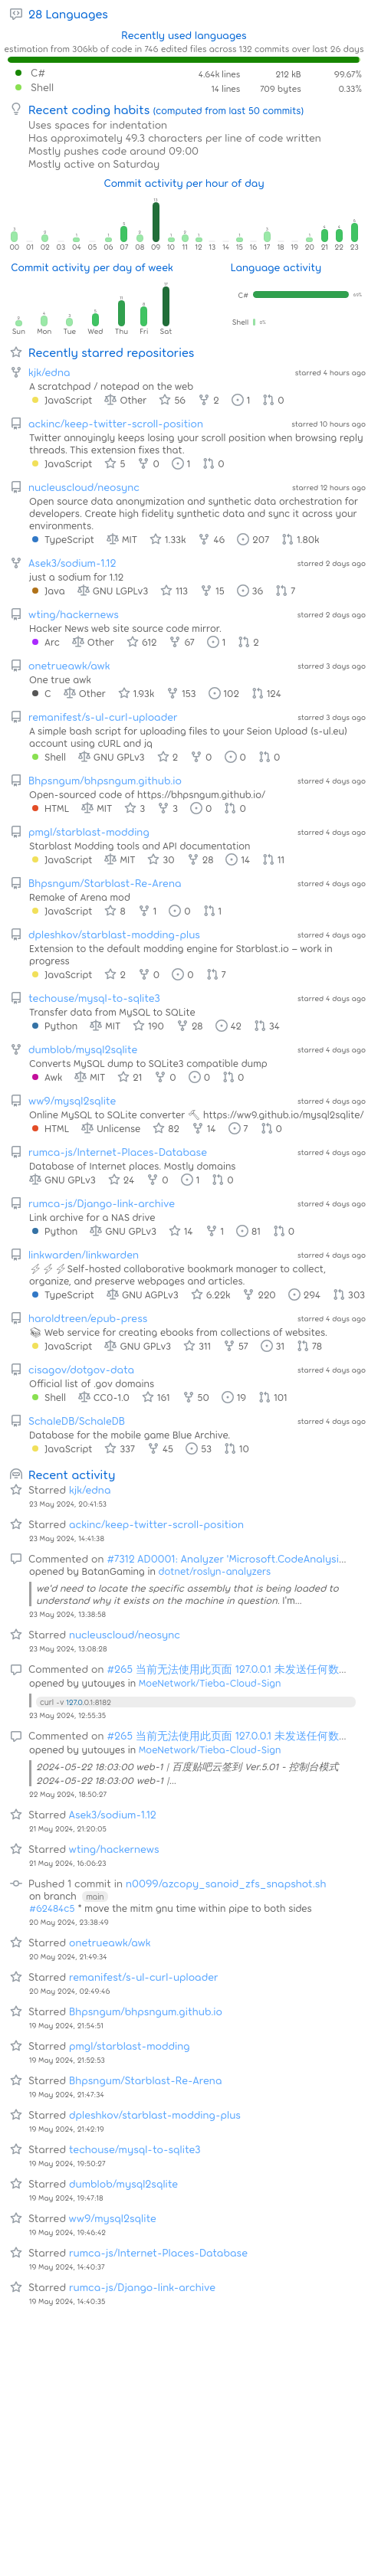 28 Languages
Recently used languages
estimation from 306kb of code in 746 edited files across 132 commits over last 26 days
C# 4.64k lines 212 kB 99.67%
Shell 14 lines 709 bytes 0.33%
Recent coding habits (computed from last 50 commits)
Uses spaces for indentation
Has approximately 49.3 characters per line of code written
Mostly pushes code around 09:00
Mostly active on Saturday
Commit activity per hour of day
00 01 02 03 04 05 06 07 08 09 10 11 12 13 14 15 16 17 18 19 20 21 22 23
Commit activity per day of week
Language activity
C#
Shell
Sun Mon Tue Wed Thu Fri Sat
Recently starred repositories
kjk/edna starred 4 hours ago
A scratchpad / notepad on the web
JavaScript Other 56 2 1 0
ackinc/keep-twitter-scroll-position starred 10 hours ago
Twitter annoyingly keeps losing your scroll position when browsing reply
threads. This extension fixes that.
JavaScript 5 0 1 0
nucleuscloud/neosync starred 12 hours ago
Open source data anonymization and synthetic data orchestration for
developers. Create high fidelity synthetic data and sync it across your
environments.
TypeScript MIT 1.33k 46 207 1.80k
Asek3/sodium-1.12 starred 2 days ago
just a sodium for 1.12
Java GNU LGPLv3 113 15 36 7
wting/hackernews starred 2 days ago
Hacker News web site source code mirror.
Arc Other 612 67 1 2
onetrueawk/awk starred 3 days ago
One true awk
C Other 1.93k 153 102 124
remanifest/s-ul-curl-uploader starred 3 days ago
A simple bash script for uploading files to your Seion Upload (s-ul.eu)
account using cURL and jq
Shell GNU GPLv3 2 0 0 0
Bhpsngum/bhpsngum.github.io starred 4 days ago
Open-sourced code of https://bhpsngum.github.io/
HTML MIT 3 3 0 0
pmgl/starblast-modding starred 4 days ago
Starblast Modding tools and API documentation
JavaScript MIT 30 28 14 11
Bhpsngum/Starblast-Re-Arena starred 4 days ago
Remake of Arena mod
JavaScript 8 1 0 1
dpleshkov/starblast-modding-plus starred 4 days ago
Extension to the default modding engine for Starblast.io – work in
progress
JavaScript 2 0 0 7
techouse/mysql-to-sqlite3 starred 4 days ago
Transfer data from MySQL to SQLite
Python MIT 190 28 42 34
dumblob/mysql2sqlite starred 4 days ago
Converts MySQL dump to SQLite3 compatible dump
Awk MIT 21 0 0 0
ww9/mysql2sqlite starred 4 days ago
Online MySQL to SQLite converter 🔨 https://ww9.github.io/mysql2sqlite/
HTML Unlicense 82 14 7 0
rumca-js/Internet-Places-Database starred 4 days ago
Database of Internet places. Mostly domains
GNU GPLv3 24 0 1 0
rumca-js/Django-link-archive starred 4 days ago
Link archive for a NAS drive
Python GNU GPLv3 14 1 81 0
linkwarden/linkwarden starred 4 days ago
⚡⚡⚡Self-hosted collaborative bookmark manager to collect,
organize, and preserve webpages and articles.
TypeScript GNU AGPLv3 6.22k 220 294 303
haroldtreen/epub-press starred 4 days ago
📚 Web service for creating ebooks from collections of websites.
JavaScript GNU GPLv3 311 57 31 78
cisagov/dotgov-data starred 4 days ago
Official list of .gov domains
Shell CC0-1.0 161 50 19 101
SchaleDB/SchaleDB starred 4 days ago
Database for the mobile game Blue Archive.
JavaScript 337 45 53 10
Recent activity
Starred kjk/edna
23 May 2024, 20:41:53
Starred ackinc/keep-twitter-scroll-position
23 May 2024, 14:41:38
Commented on #7312 AD0001: Analyzer 'Microsoft.CodeAnalysi...
opened by BatanGaming in dotnet/roslyn-analyzers
we'd need to locate the specific assembly that is being loaded to
understand why it exists on the machine in question. I'm...
23 May 2024, 13:38:58
Starred nucleuscloud/neosync
23 May 2024, 13:08:28
Commented on #265 当前无法使用此页面 127.0.0.1 未发送任何数...
opened by yutouyes in MoeNetwork/Tieba-Cloud-Sign
curl -v 127.0.0.1:8182
23 May 2024, 12:55:35
Commented on #265 当前无法使用此页面 127.0.0.1 未发送任何数...
opened by yutouyes in MoeNetwork/Tieba-Cloud-Sign
2024-05-22 18:03:00 web-1 | 百度贴吧云签到 Ver.5.01 - 控制台模式
2024-05-22 18:03:00 web-1 |...
22 May 2024, 18:50:27
Starred Asek3/sodium-1.12
21 May 2024, 21:20:05
Starred wting/hackernews
21 May 2024, 16:06:23
Pushed 1 commit in n0099/azcopy_sanoid_zfs_snapshot.sh
on branch main
#62484c5 * move the mitm gnu time within pipe to both sides
20 May 2024, 23:38:49
Starred onetrueawk/awk
20 May 2024, 21:49:34
Starred remanifest/s-ul-curl-uploader
20 May 2024, 02:49:46
Starred Bhpsngum/bhpsngum.github.io
19 May 2024, 21:54:51
Starred pmgl/starblast-modding
19 May 2024, 21:52:53
Starred Bhpsngum/Starblast-Re-Arena
19 May 2024, 21:47:34
Starred dpleshkov/starblast-modding-plus
19 May 2024, 21:42:19
Starred techouse/mysql-to-sqlite3
19 May 2024, 19:50:27
Starred dumblob/mysql2sqlite
19 May 2024, 19:47:18
Starred ww9/mysql2sqlite
19 May 2024, 19:46:42
Starred rumca-js/Internet-Places-Database
19 May 2024, 14:40:37
Starred rumca-js/Django-link-archive
19 May 2024, 14:40:35